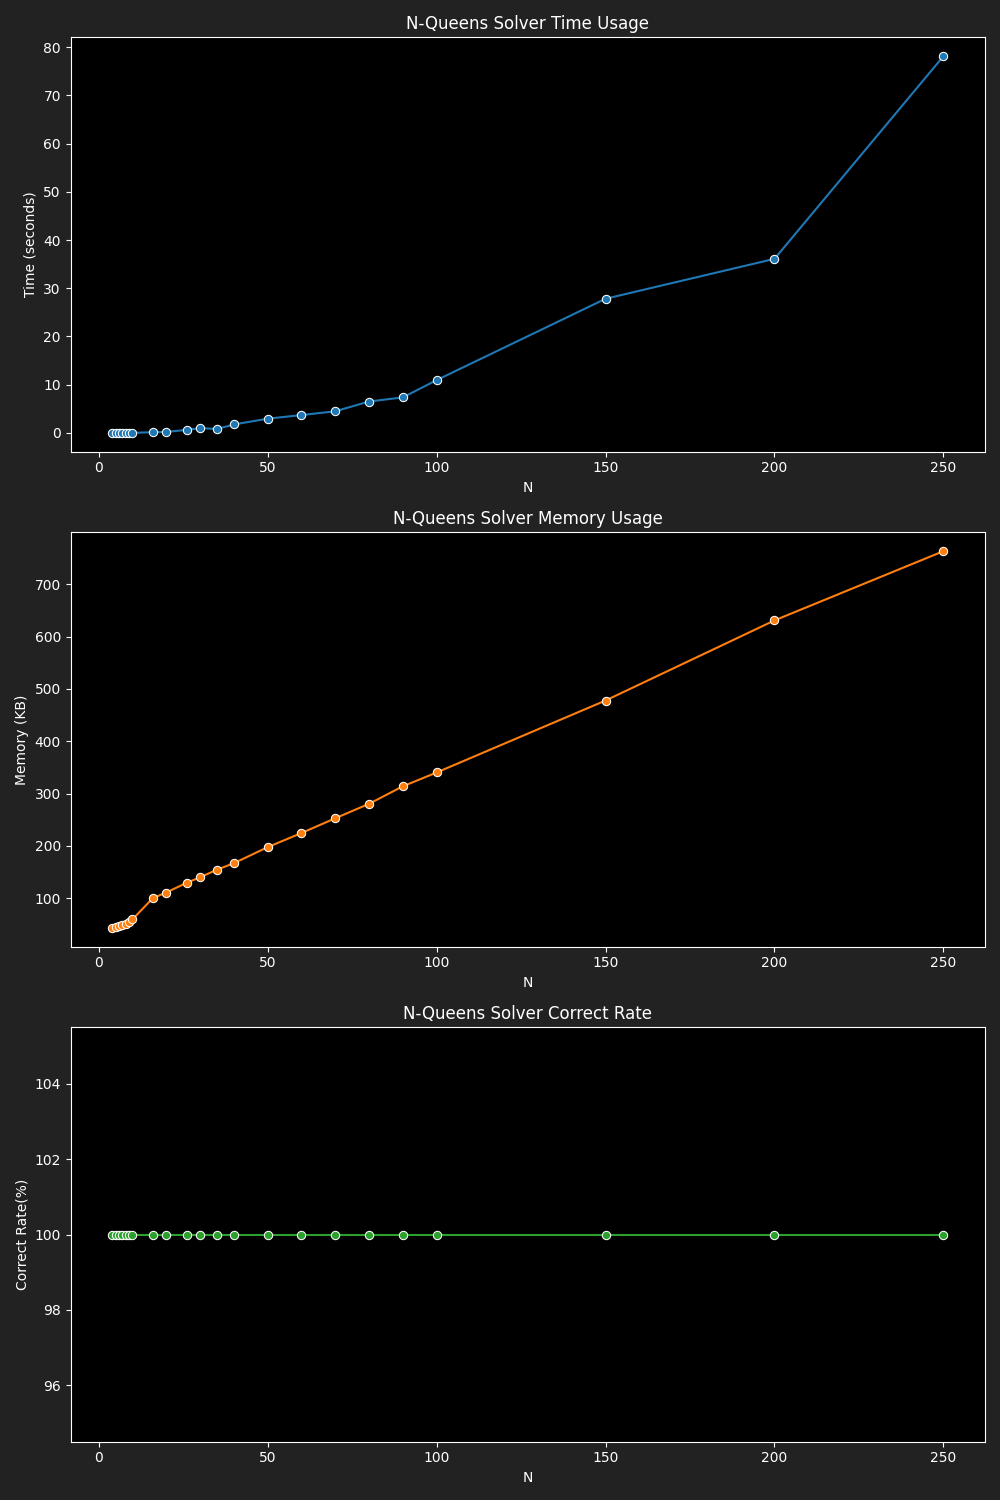 N-Queens Solver Time Usage
80
70
60
50
40
30
20
10
0
Time (seconds)
0 50 100 150 200 250
N
N-Queens Solver Memory Usage
700
600
500
400
300
200
100
Memory (KB)
0 50 100 150 200 250
N
N-Queens Solver Correct Rate
104
102
100
98
96
Correct Rate(%)
0 50 100 150 200 250
N